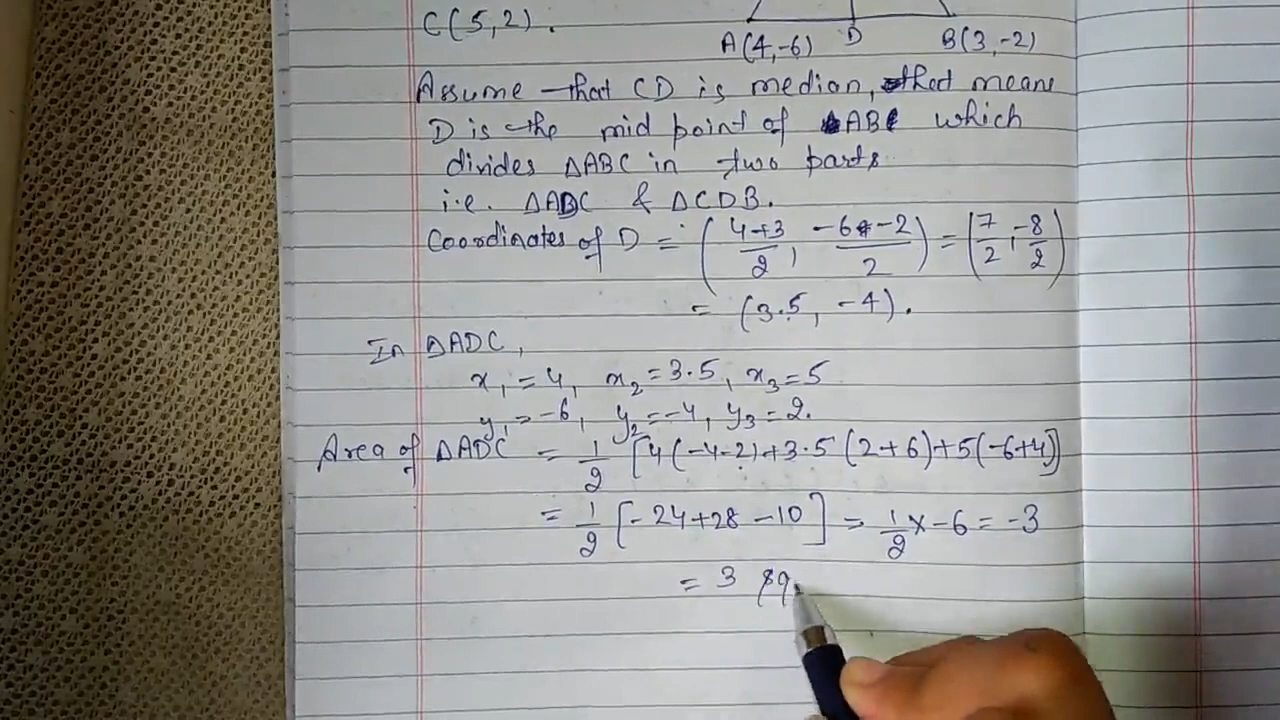 C(5,2).
A(4,-6) D B(3,-2)
Assume that CD is median, that means
D is the mid point of AB which
divides ΔABC in two parts
i.e. ΔADC & ΔCDB.
Coordinates of D = (4+3/2, -6+-2/2) = (7/2, -8/2)
= (3.5, -4).
In ΔADC,
x₁=4, x₂=3.5, x₃=5
y₁=-6, y₂=-4, y₃=2.
Area of ΔADC = 1/2 [4(-4-2)+3.5(2+6)+5(-6+4)]
= 1/2 [-24+28-10] = 1/2 x -6 = -3
= 3 sq